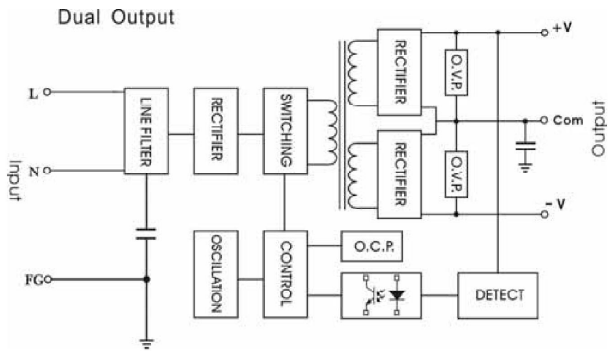 Dual Output
L
N
FG
Input
LINE FILTER
RECTIFIER
SWITCHING
RECTIFIER
RECTIFIER
O.V.P.
O.V.P.
+V
Com
-V
Output
OSCILLATION
CONTROL
O.C.P.
DETECT